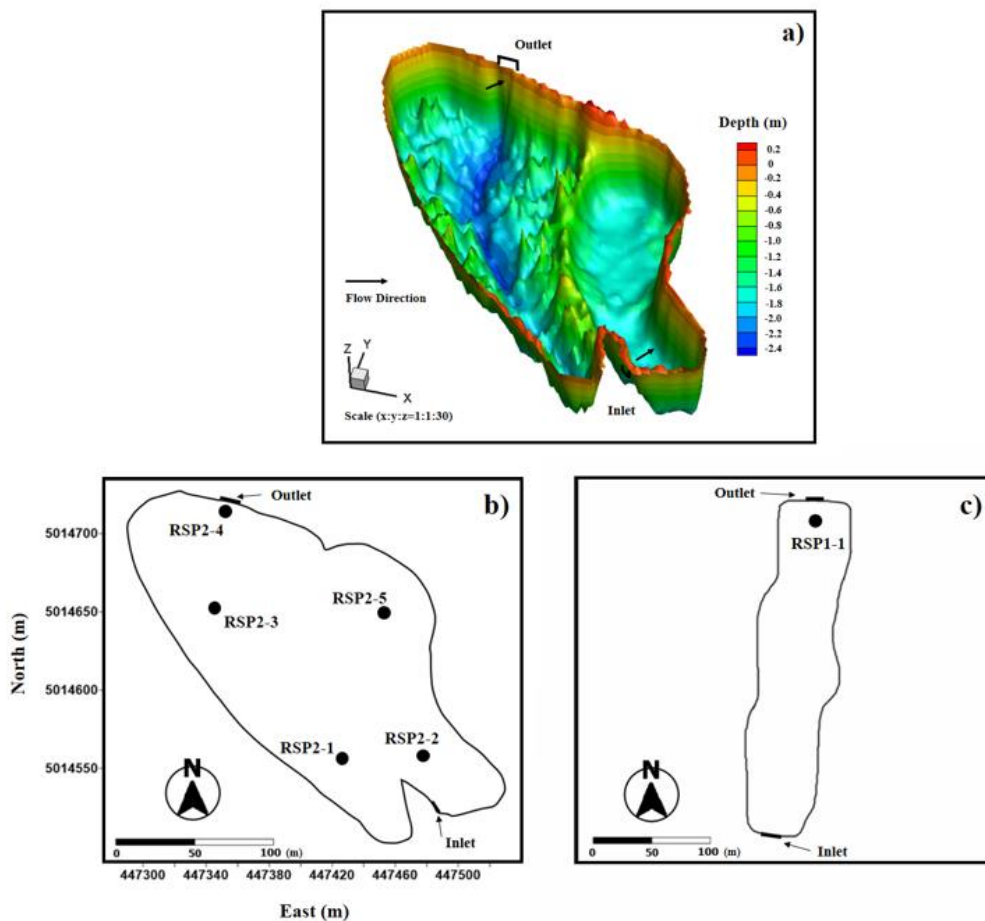 a)
Outlet
Depth (m)
0.2
0
-0.2
-0.4
-0.6
-0.8
-1.0
-1.2
-1.4
-1.6
-1.8
-2.0
-2.2
-2.4
Flow Direction
Z
Y
X
Scale (x:y:z=1:1:30)
Inlet
b)
Outlet
RSP2-4
RSP2-3
RSP2-5
RSP2-1
RSP2-2
Inlet
N
0 50 100 (m)
North (m)
5014700
5014650
5014600
5014550
447300 447340 447380 447420 447460 447500
East (m)
c)
Outlet
RSP1-1
N
0 50 100 (m)
Inlet